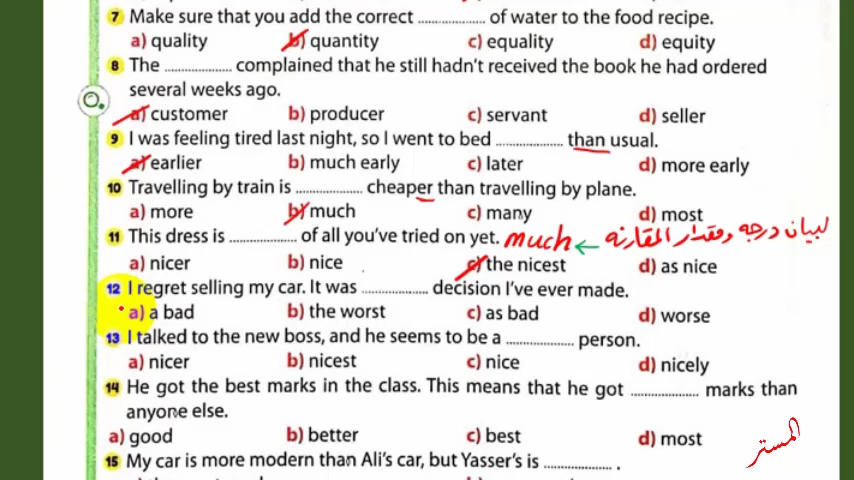 7 Make sure that you add the correct .................... of water to the food recipe.
a) quality b) quantity c) equality d) equity
8 The .................... complained that he still hadn't received the book he had ordered
several weeks ago.
a) customer b) producer c) servant d) seller
9 I was feeling tired last night, so I went to bed .................... than usual.
a) earlier b) much early c) later d) more early
10 Travelling by train is .................... cheaper than travelling by plane.
a) more b) much c) many d) most
11 This dress is .................... of all you've tried on yet. much ← لبيان درجه ومقدار المقارنه
a) nicer b) nice c) the nicest d) as nice
12 I regret selling my car. It was .................... decision I've ever made.
a) a bad b) the worst c) as bad d) worse
13 I talked to the new boss, and he seems to be a .................... person.
a) nicer b) nicest c) nice d) nicely
14 He got the best marks in the class. This means that he got .................... marks than
anyone else.
a) good b) better c) best d) most
المستر
15 My car is more modern than Ali's car, but Yasser's is .................... .